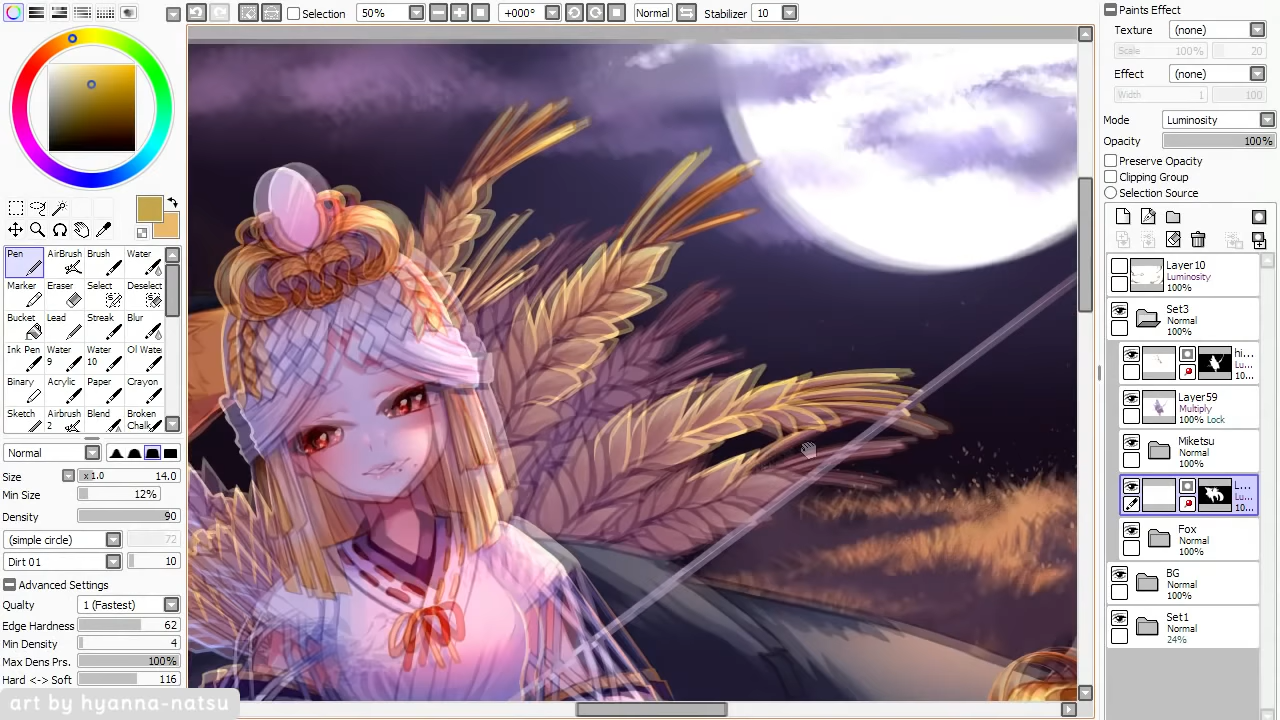 Selection
50%
+000°
Normal
Stabilizer
10
Pen
AirBrush
Brush
Water
Marker
Eraser
Select
Deselect
Bucket
Lead
Streak
Blur
Ink Pen
Water 9
Water 10
Oil Wate
Binary
Acrylic
Paper
Crayon
Sketch
Airbrush 2
Blend
Broken Chalk
Normal
Size
x1.0
14.0
Min Size
12%
Density
90
(simple circle)
72
Dirt 01
10
Advanced Settings
Quality
1 (Fastest)
Edge Hardness
62
Min Density
4
Max Dens Prs.
100%
Hard <-> Soft
116
art by hyanna-natsu
Paints Effect
Texture
(none)
Scale
100%
20
Effect
(none)
Width
1
100
Mode
Luminosity
Opacity
100%
Preserve Opacity
Clipping Group
Selection Source
Layer10
Luminosity
100%
Set3
Normal
100%
hi...
Lu...
10...
Layer59
Multiply
100% Lock
Miketsu
Normal
100%
L...
Lu...
10...
Fox
Normal
100%
BG
Normal
100%
Set1
Normal
24%